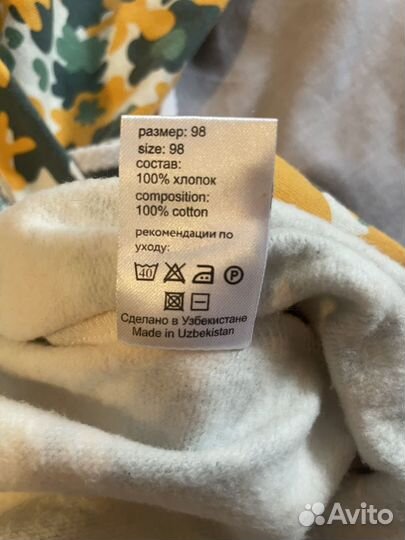 размер: 98
size: 98
состав:
100% хлопок
composition:
100% cotton
рекомендации по
уходу:
40 P
Сделано в Узбекистане
Made in Uzbekistan
Avito